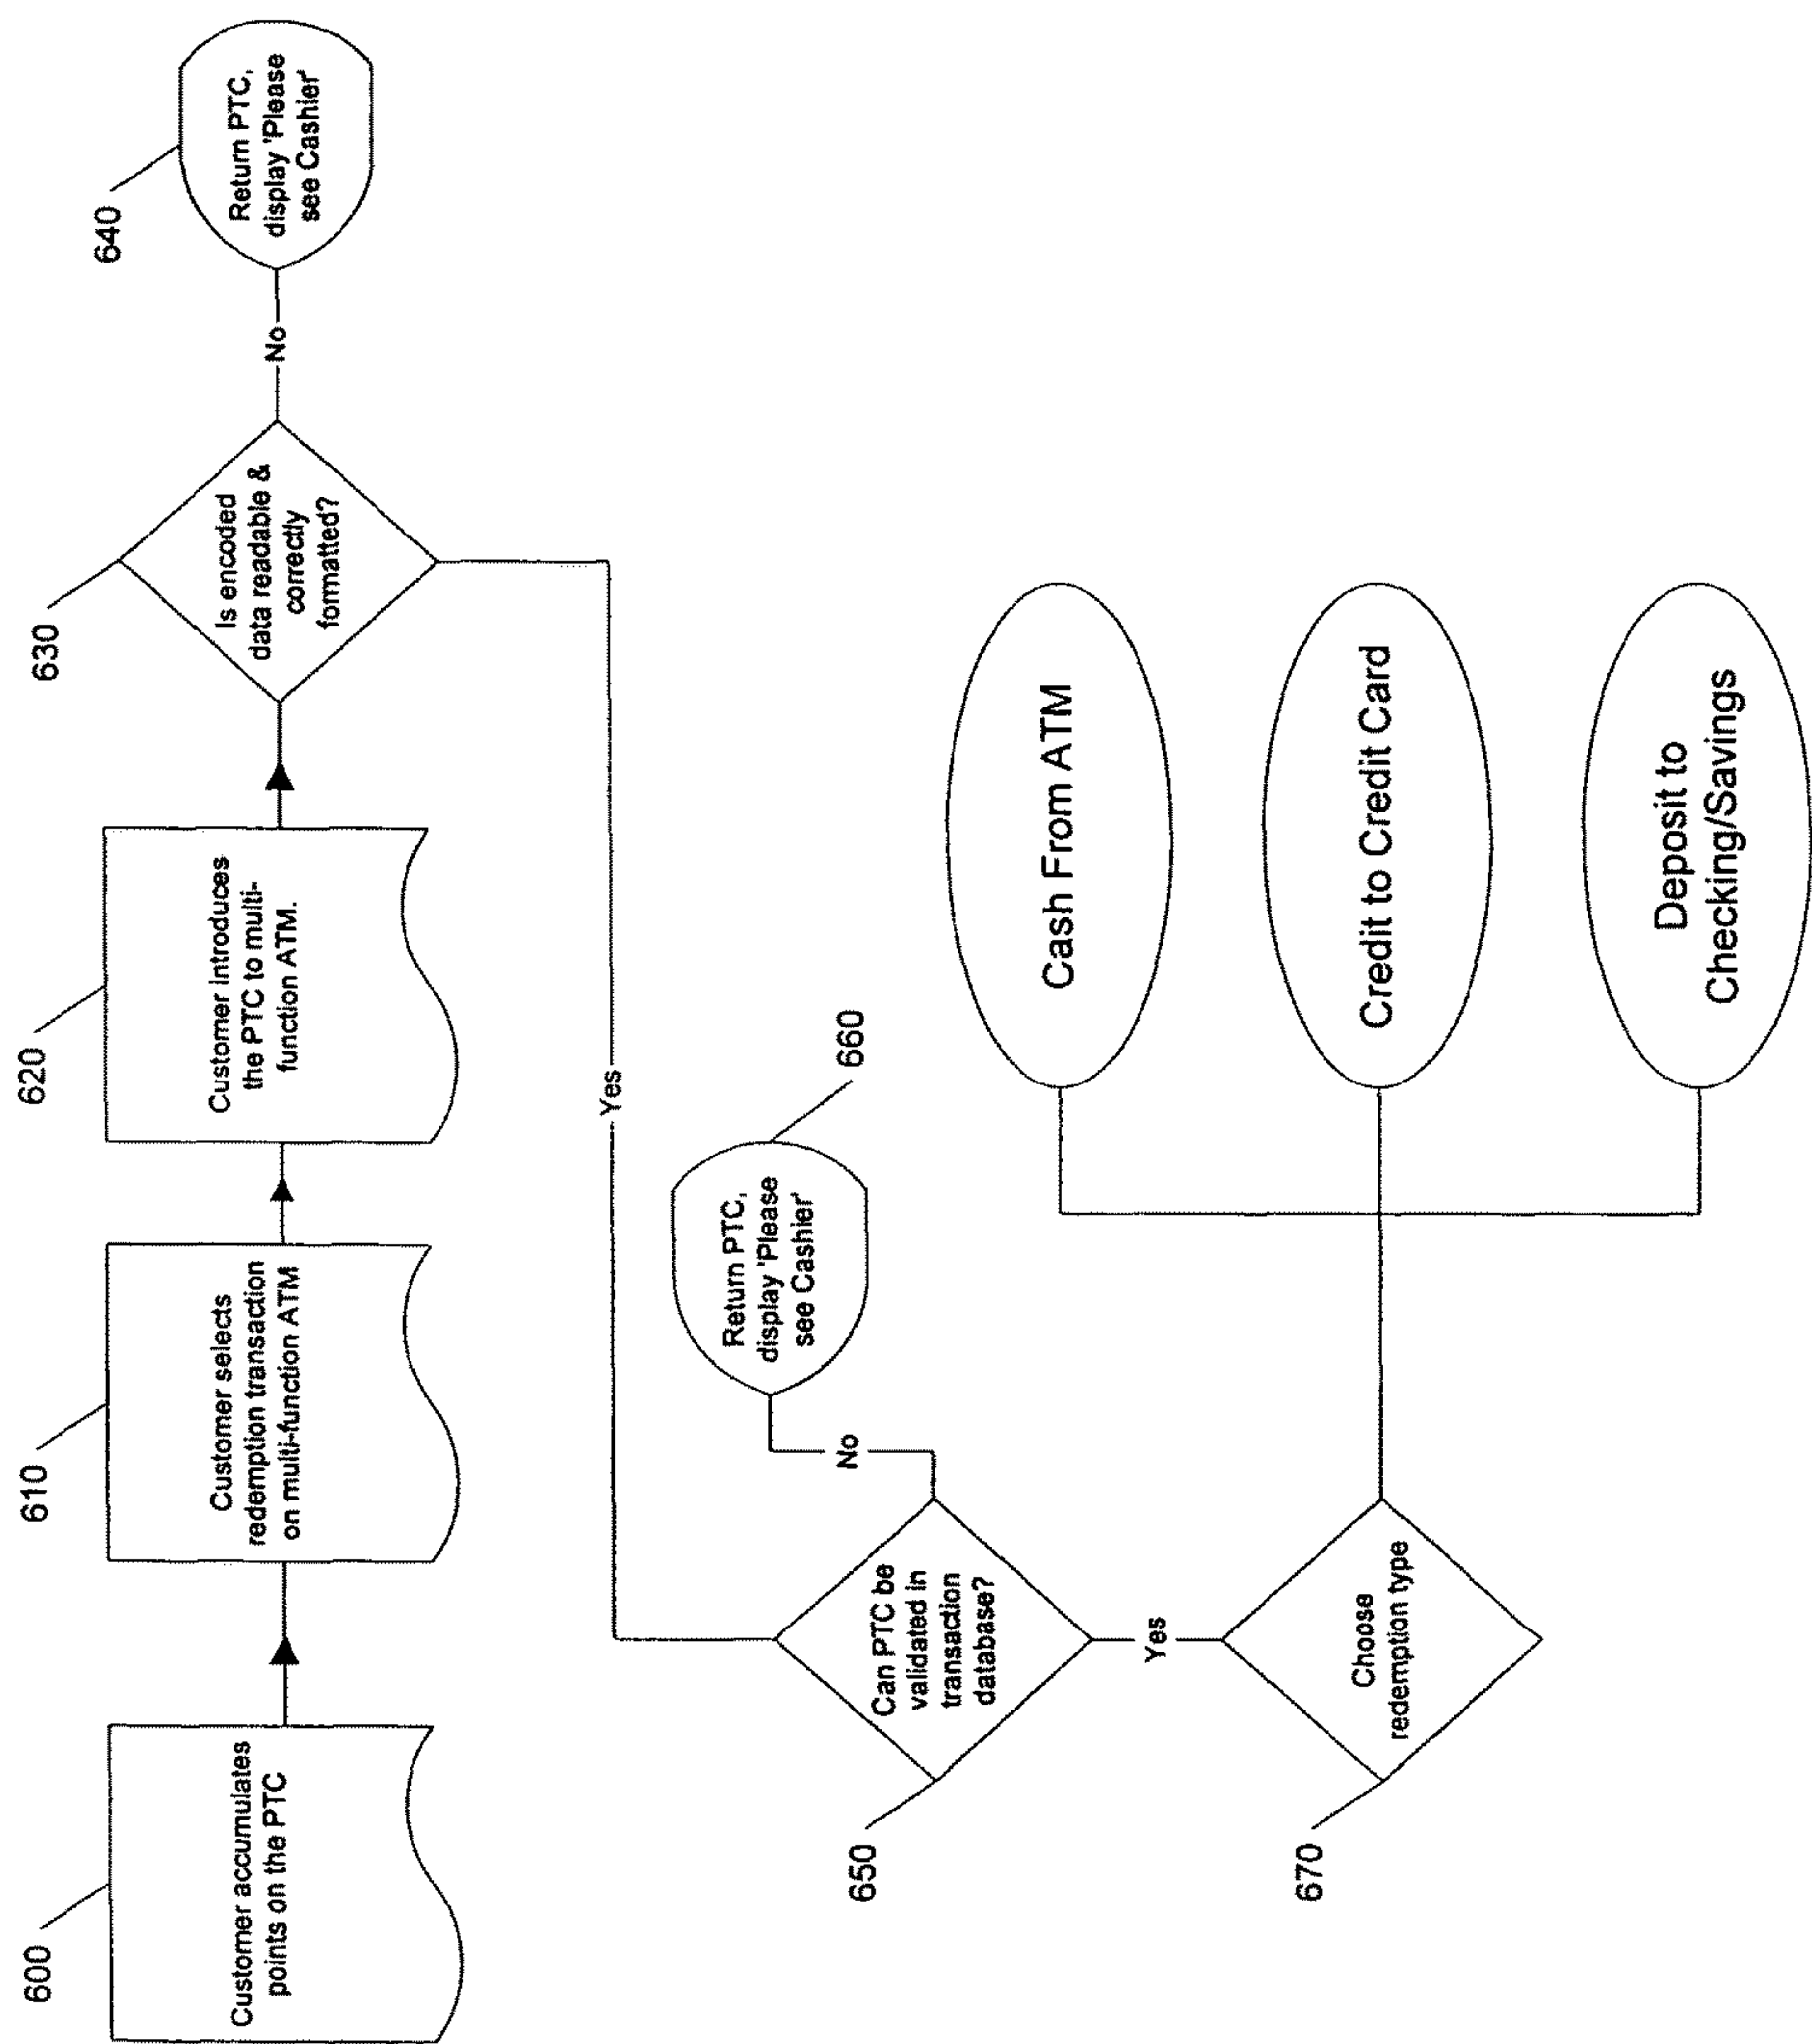 600
Customer accumulates
points on the PTC
610
Customer selects
redemption transaction
on multi-function ATM
620
Customer introduces
the PTC to multi-
function ATM.
630
Is encoded
data readable &
correctly
formatted?
No
640
Return PTC,
display 'Please
see Cashier'
Yes
650
Can PTC be
validated in
transaction
database?
No
660
Return PTC,
display 'Please
see Cashier'
Yes
670
Choose
redemption type
Cash From ATM
Credit to Credit Card
Deposit to
Checking/Savings